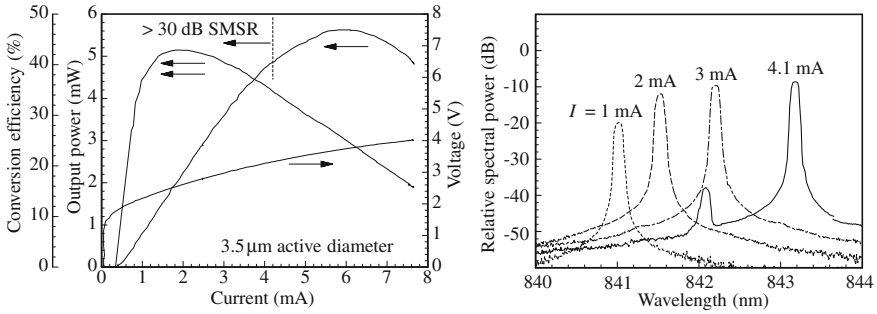 > 30 dB SMSR
3.5 µm active diameter
Conversion efficiency (%)
50
40
30
20
10
0
Output power (mW)
6
5
4
3
2
1
0
Voltage (V)
8
7
6
5
4
3
2
1
0
0 1 2 3 4 5 6 7 8
Current (mA)
Relative spectral power (dB)
0
-10
-20
-30
-40
-50
I = 1 mA
2 mA
3 mA
4.1 mA
840 841 842 843 844
Wavelength (nm)